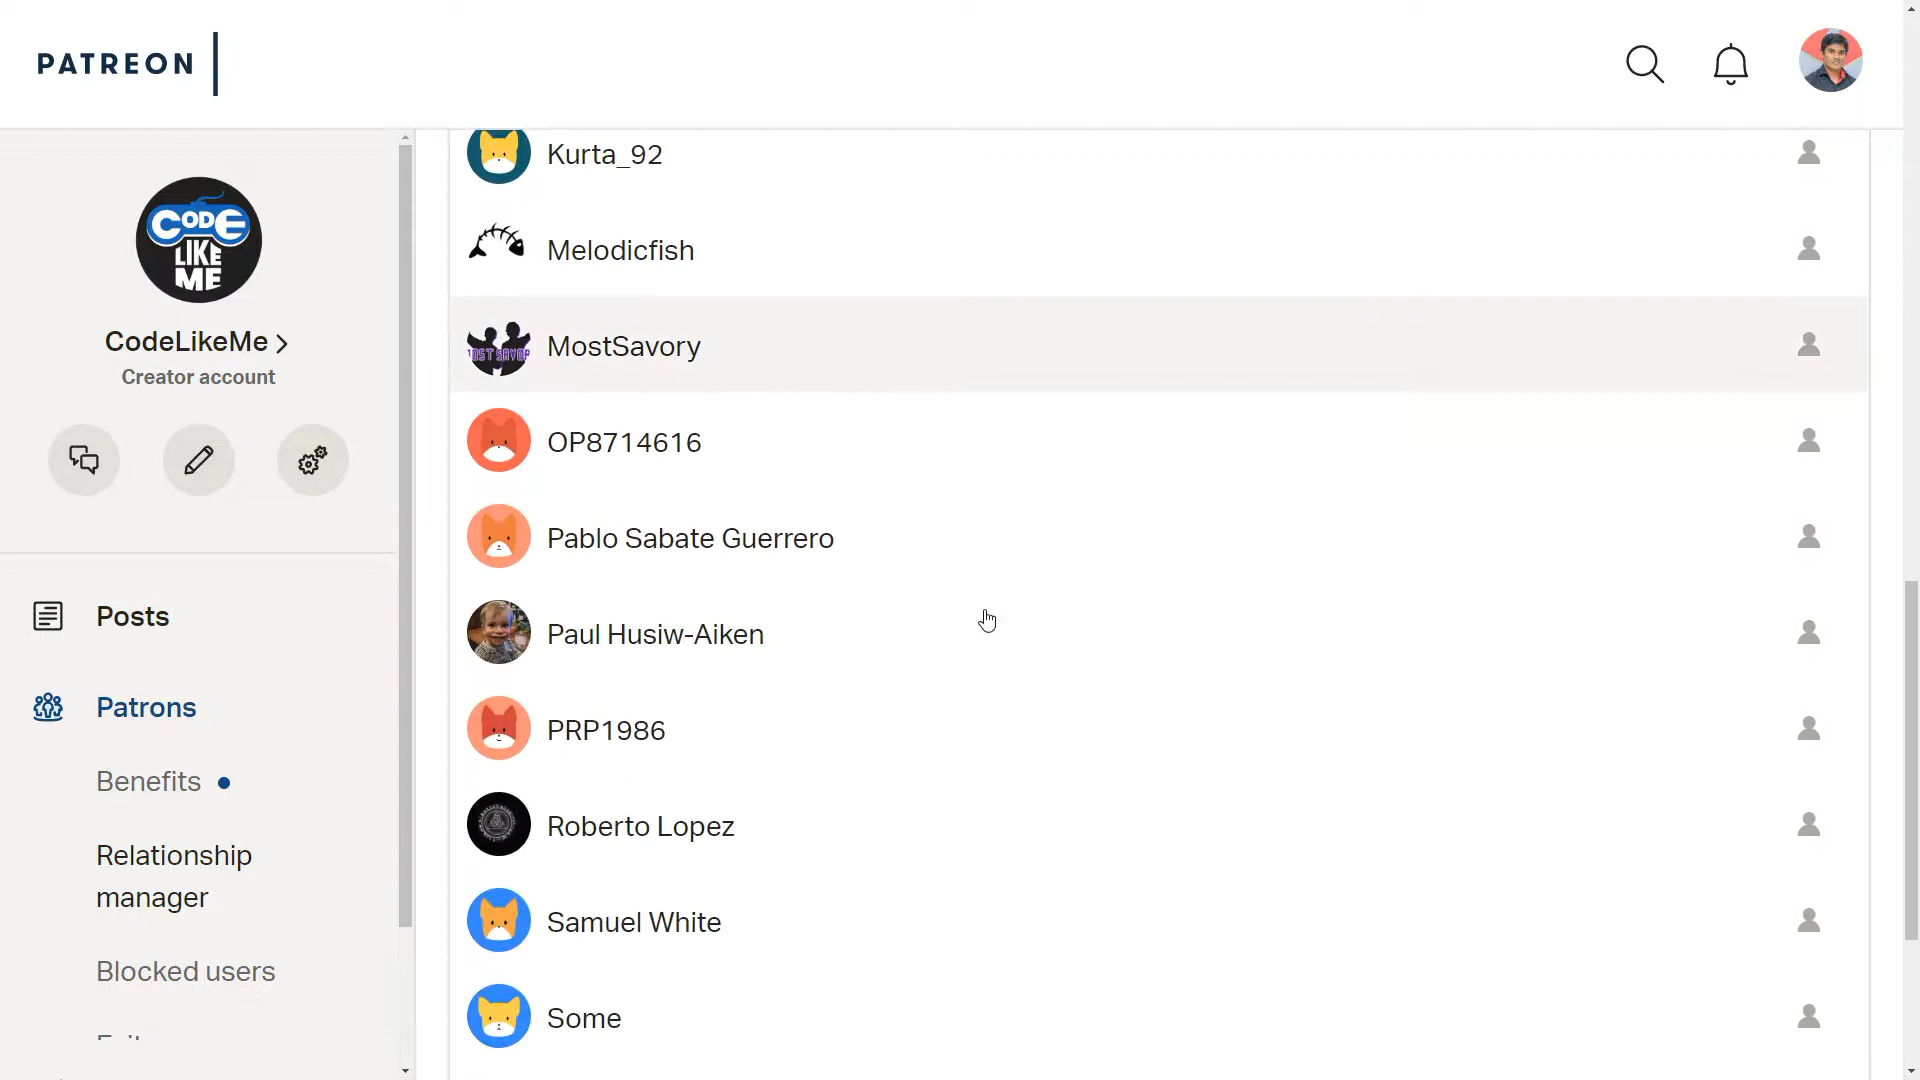 PATREON
CODE
LIKE
ME
CodeLikeMe
Creator account
Posts
Patrons
Benefits
Relationship
manager
Blocked users
Kurta_92
Melodicfish
MostSavory
OP8714616
Pablo Sabate Guerrero
Paul Husiw-Aiken
PRP1986
Roberto Lopez
Samuel White
Some